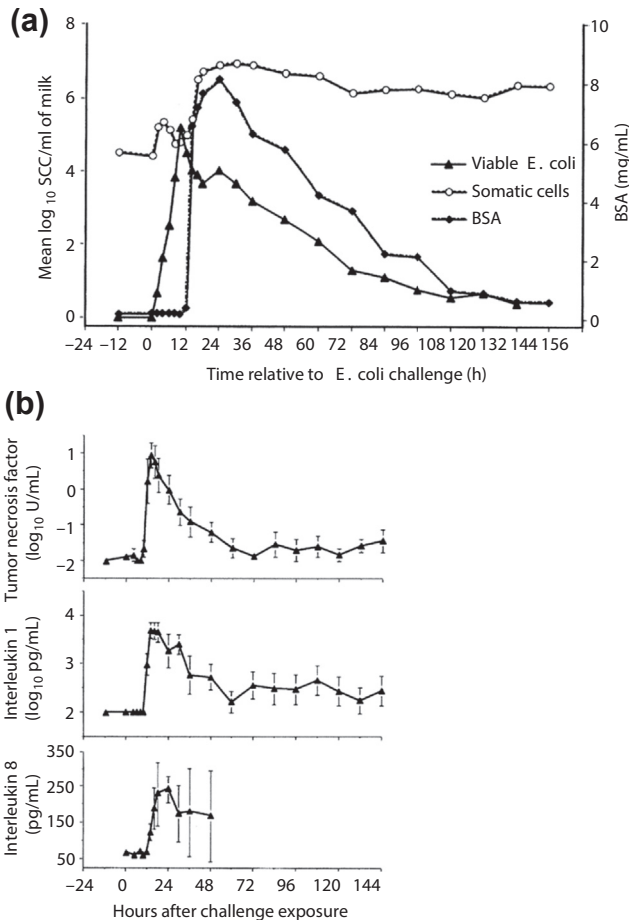 (a)
8
6
4
2
0
Mean log10 SCC/ml of milk
10
8
6
4
2
0
BSA (mg/mL)
Viable E. coli
Somatic cells
BSA
−24 −12 0 12 24 36 48 60 72 84 96 108 120 132 144 156
Time relative to E. coli challenge (h)
(b)
Tumor necrosis factor
(log10 U/mL)
1
0
−1
−2
Interleukin 1
(log10 pg/mL)
4
3
2
Interleukin 8
(pg/mL)
350
250
150
50
−24 0 24 48 72 96 120 144
Hours after challenge exposure